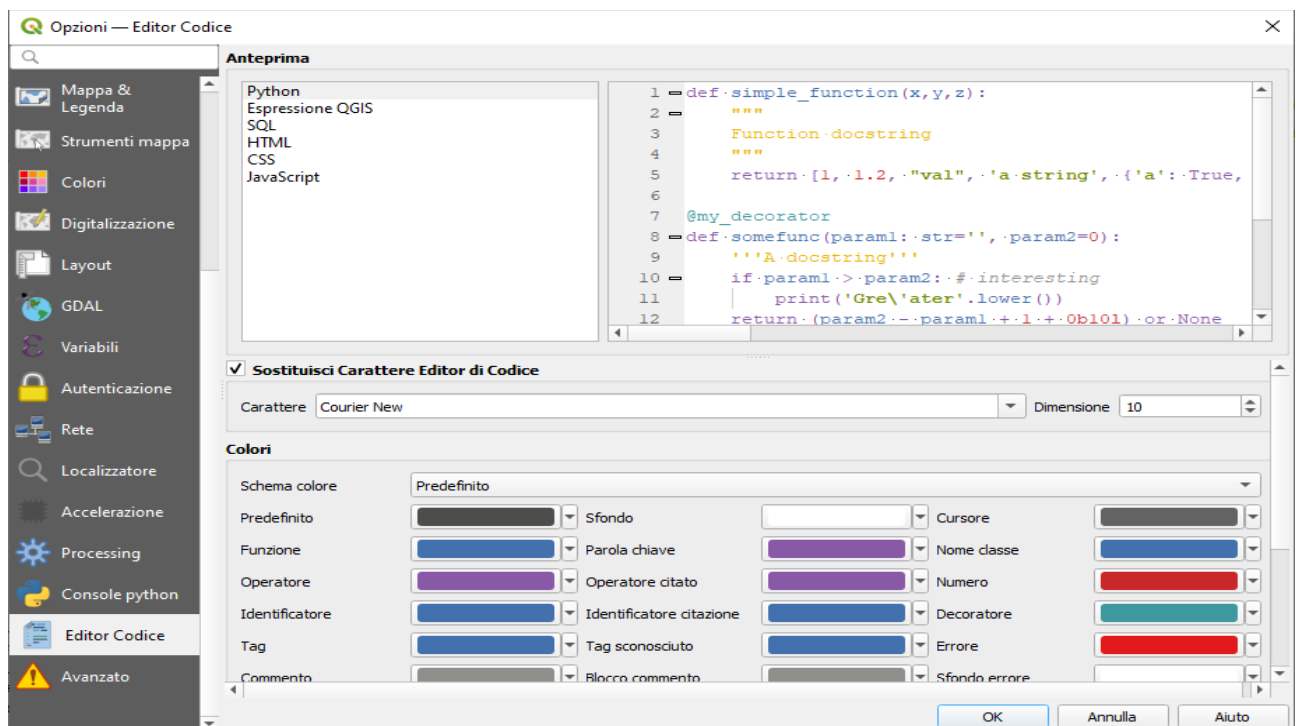 Opzioni — Editor Codice
Mappa &
Legenda
Strumenti mappa
Colori
Digitalizzazione
Layout
GDAL
Variabili
Autenticazione
Rete
Localizzatore
Accelerazione
Processing
Console python
Editor Codice
Avanzato
Anteprima
Python
Espressione QGIS
SQL
HTML
CSS
JavaScript
1 def·simple_function(x,y,z):
2 """
3 Function·docstring
4 """
5 return·[1,·1.2,·"val",·'a·string',·{'a':·True,
6
7 @my_decorator
8 def·somefunc(param1:·str='',·param2=0):
9 '''A·docstring'''
10 if·param1·>·param2:·#·interesting
11 print('Gre\'ater'.lower())
12 return·(param2·-·param1·+·1·+·0b101)·or·None
Sostituisci Carattere Editor di Codice
Carattere Courier New Dimensione 10
Colori
Schema colore Predefinito
Predefinito Sfondo Cursore
Funzione Parola chiave Nome classe
Operatore Operatore citato Numero
Identificatore Identificatore citazione Decoratore
Tag Tag sconosciuto Errore
Commento Blocco commento Sfondo errore
OK Annulla Aiuto